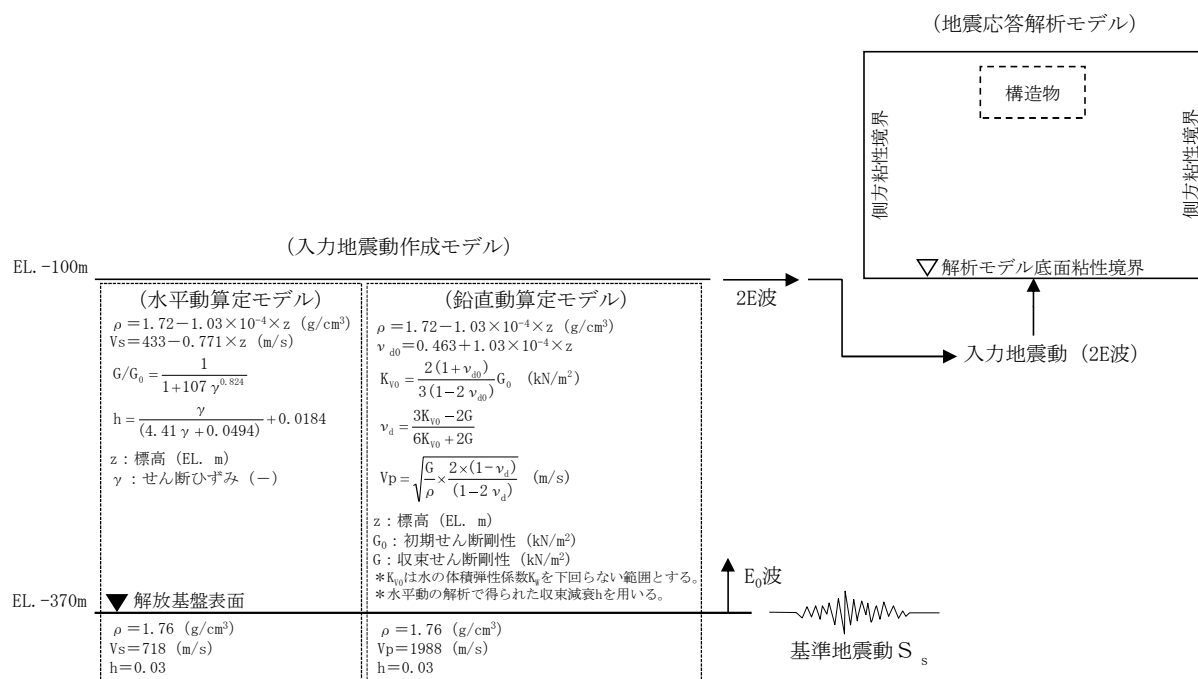 (地震応答解析モデル)
構造物
側方粘性境界
側方粘性境界
▽解析モデル底面粘性境界
(入力地震動作成モデル)
EL.-100m
2E波
入力地震動（2E波）
(水平動算定モデル)
ρ=1.72-1.03×10⁻⁴×z (g/cm³)
Vs=433-0.771×z (m/s)
G/G₀=1/(1+107γ^0.824)
h=γ/(4.41γ+0.0494)+0.0184
z：標高（EL. m）
γ：せん断ひずみ（-）
(鉛直動算定モデル)
ρ=1.72-1.03×10⁻⁴×z (g/cm³)
ν_d0=0.463+1.03×10⁻⁴×z
K_V0=2(1+ν_d0)/3(1-2ν_d0) G₀ (kN/m²)
ν_d=(3K_V0-2G)/(6K_V0+2G)
Vp=√(G/ρ×2×(1-ν_d)/(1-2ν_d)) (m/s)
z：標高（EL. m）
G₀：初期せん断剛性（kN/m²）
G：収束せん断剛性（kN/m²）
＊K_V0は水の体積弾性係数K_Wを下回らない範囲とする。
＊水平動の解析で得られた収束減衰hを用いる。
E₀波
EL.-370m
▼解放基盤表面
ρ=1.76 (g/cm³)
Vs=718 (m/s)
h=0.03
ρ=1.76 (g/cm³)
Vp=1988 (m/s)
h=0.03
基準地震動Ｓs